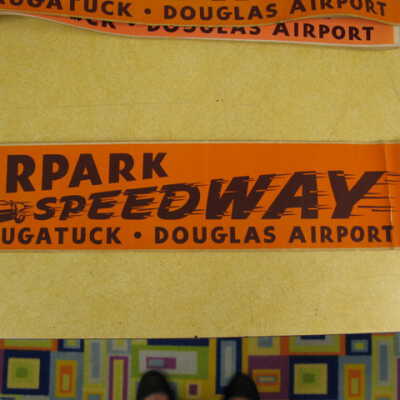 UGATUCK • DOUGLAS AIRPORT
DOUGLAS AIRPORT
RPARK
SPEEDWAY
UGATUCK • DOUGLAS AIRPORT